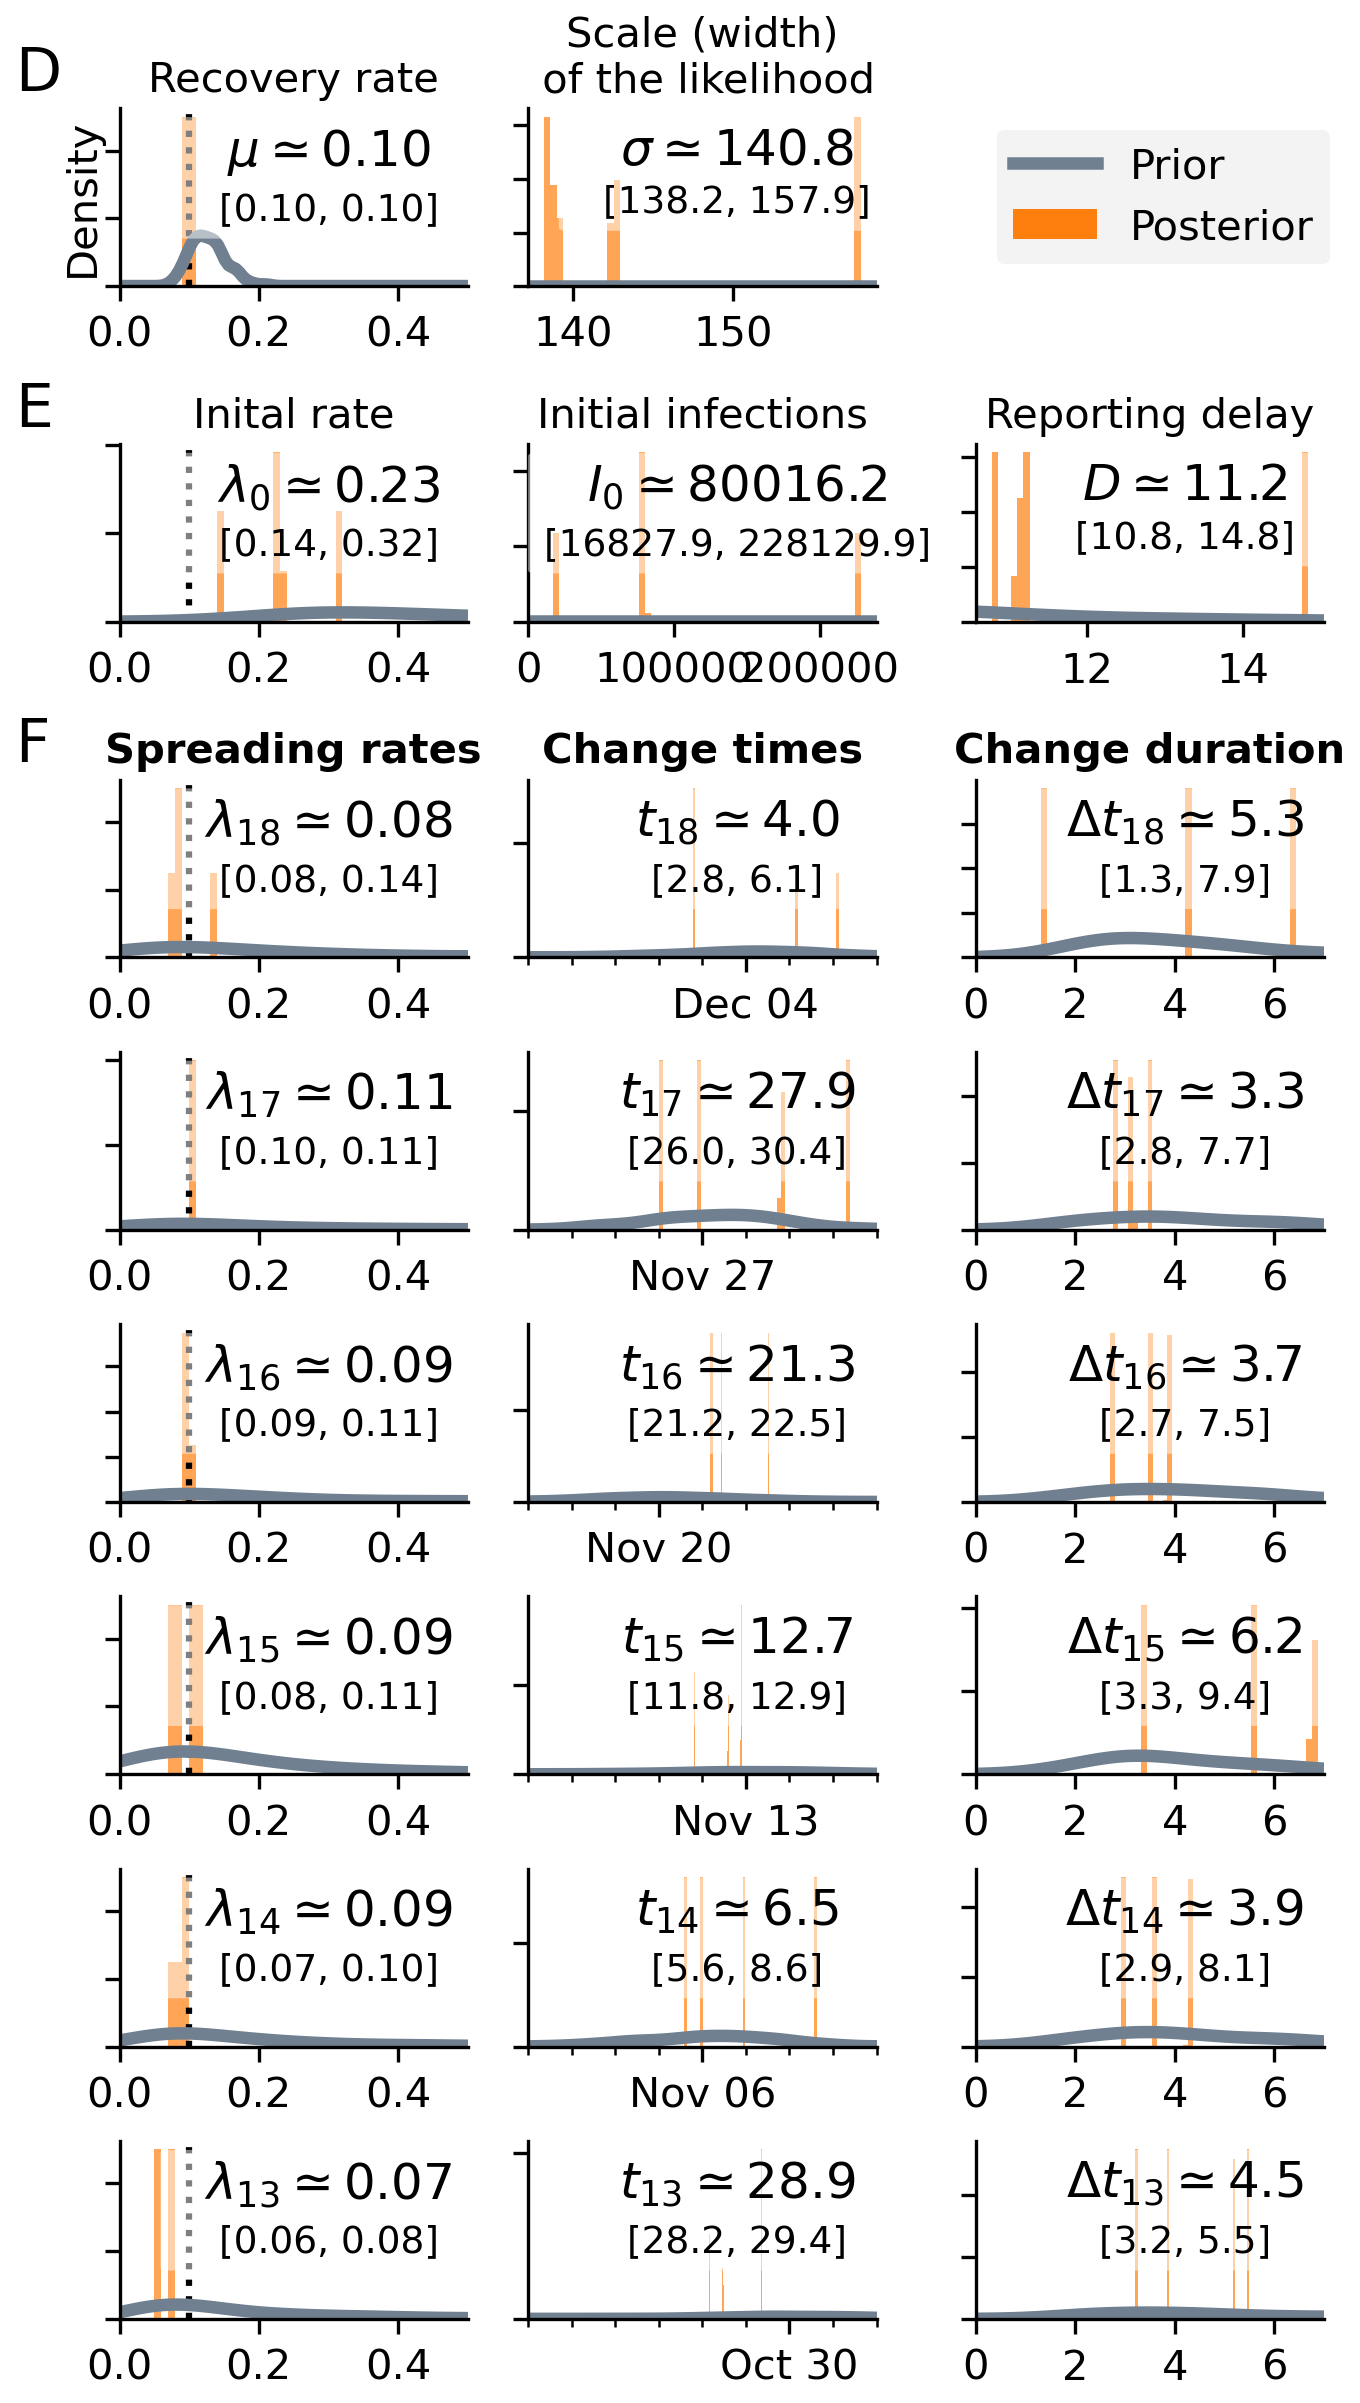 D
Recovery rate
Scale (width)
of the likelihood
Density
μ ≃ 0.10
[0.10, 0.10]
σ ≃ 140.8
[138.2, 157.9]
Prior
Posterior
0.0 0.2 0.4
140 150
E
Inital rate
Initial infections
Reporting delay
λ0 ≃ 0.23
[0.14, 0.32]
I0 ≃ 80016.2
[16827.9, 228129.9]
D ≃ 11.2
[10.8, 14.8]
0.0 0.2 0.4
0 100000 200000
12 14
F
Spreading rates
Change times
Change duration
λ18 ≃ 0.08
[0.08, 0.14]
t18 ≃ 4.0
[2.8, 6.1]
Δt18 ≃ 5.3
[1.3, 7.9]
0.0 0.2 0.4
Dec 04
0 2 4 6
λ17 ≃ 0.11
[0.10, 0.11]
t17 ≃ 27.9
[26.0, 30.4]
Δt17 ≃ 3.3
[2.8, 7.7]
0.0 0.2 0.4
Nov 27
0 2 4 6
λ16 ≃ 0.09
[0.09, 0.11]
t16 ≃ 21.3
[21.2, 22.5]
Δt16 ≃ 3.7
[2.7, 7.5]
0.0 0.2 0.4
Nov 20
0 2 4 6
λ15 ≃ 0.09
[0.08, 0.11]
t15 ≃ 12.7
[11.8, 12.9]
Δt15 ≃ 6.2
[3.3, 9.4]
0.0 0.2 0.4
Nov 13
0 2 4 6
λ14 ≃ 0.09
[0.07, 0.10]
t14 ≃ 6.5
[5.6, 8.6]
Δt14 ≃ 3.9
[2.9, 8.1]
0.0 0.2 0.4
Nov 06
0 2 4 6
λ13 ≃ 0.07
[0.06, 0.08]
t13 ≃ 28.9
[28.2, 29.4]
Δt13 ≃ 4.5
[3.2, 5.5]
0.0 0.2 0.4
Oct 30
0 2 4 6